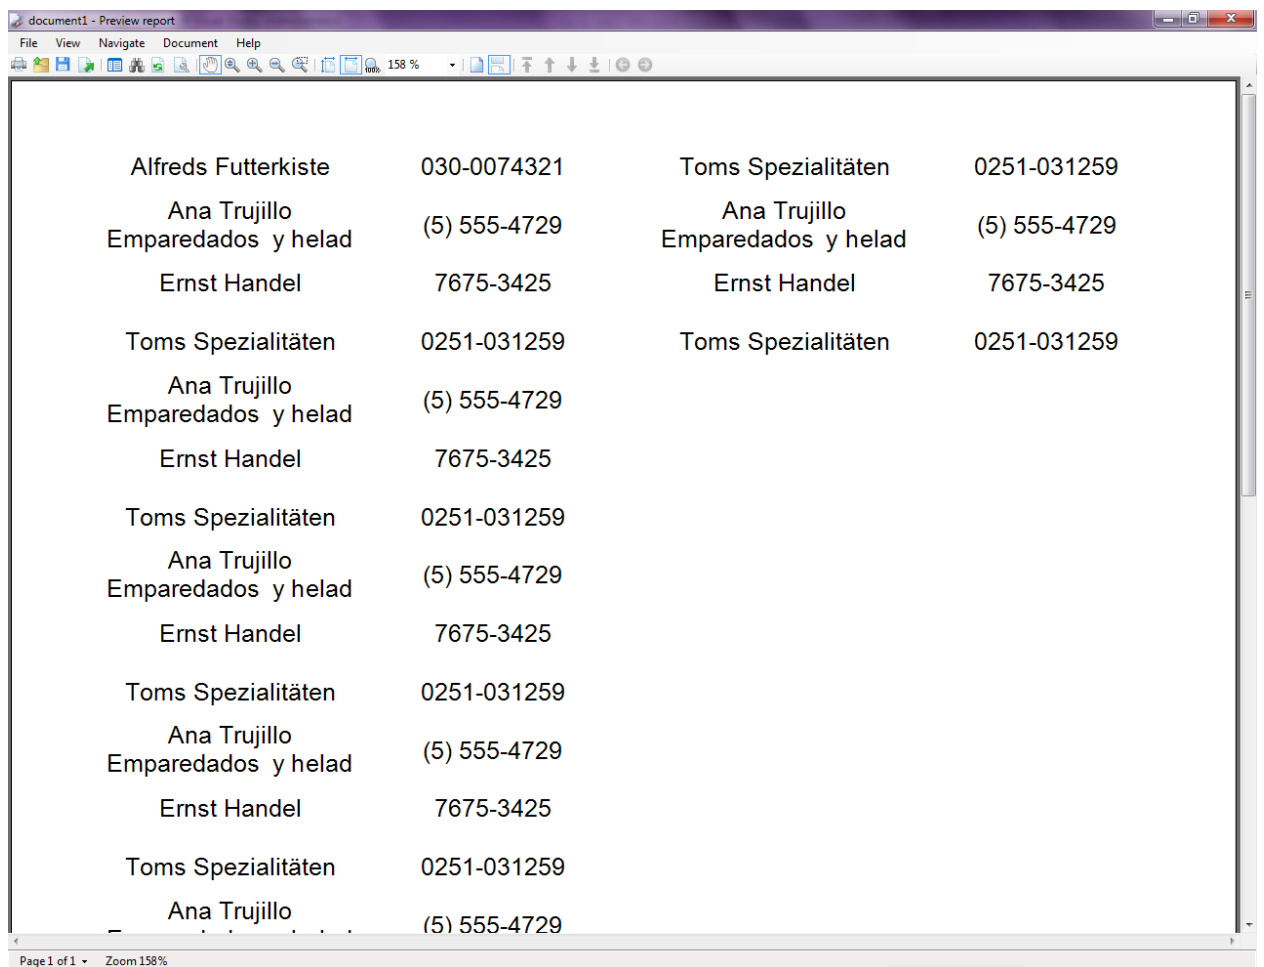 document1 - Preview report
File View Navigate Document Help
100% 158 %
Alfreds Futterkiste 030-0074321 Toms Spezialitäten 0251-031259
Ana Trujillo Ana Trujillo
Emparedados y helad (5) 555-4729 Emparedados y helad (5) 555-4729
Ernst Handel 7675-3425 Ernst Handel 7675-3425
Toms Spezialitäten 0251-031259 Toms Spezialitäten 0251-031259
Ana Trujillo
Emparedados y helad (5) 555-4729
Ernst Handel 7675-3425
Toms Spezialitäten 0251-031259
Ana Trujillo
Emparedados y helad (5) 555-4729
Ernst Handel 7675-3425
Toms Spezialitäten 0251-031259
Ana Trujillo
Emparedados y helad (5) 555-4729
Ernst Handel 7675-3425
Toms Spezialitäten 0251-031259
Ana Trujillo
(5) 555-4729
Page 1 of 1 Zoom 158%